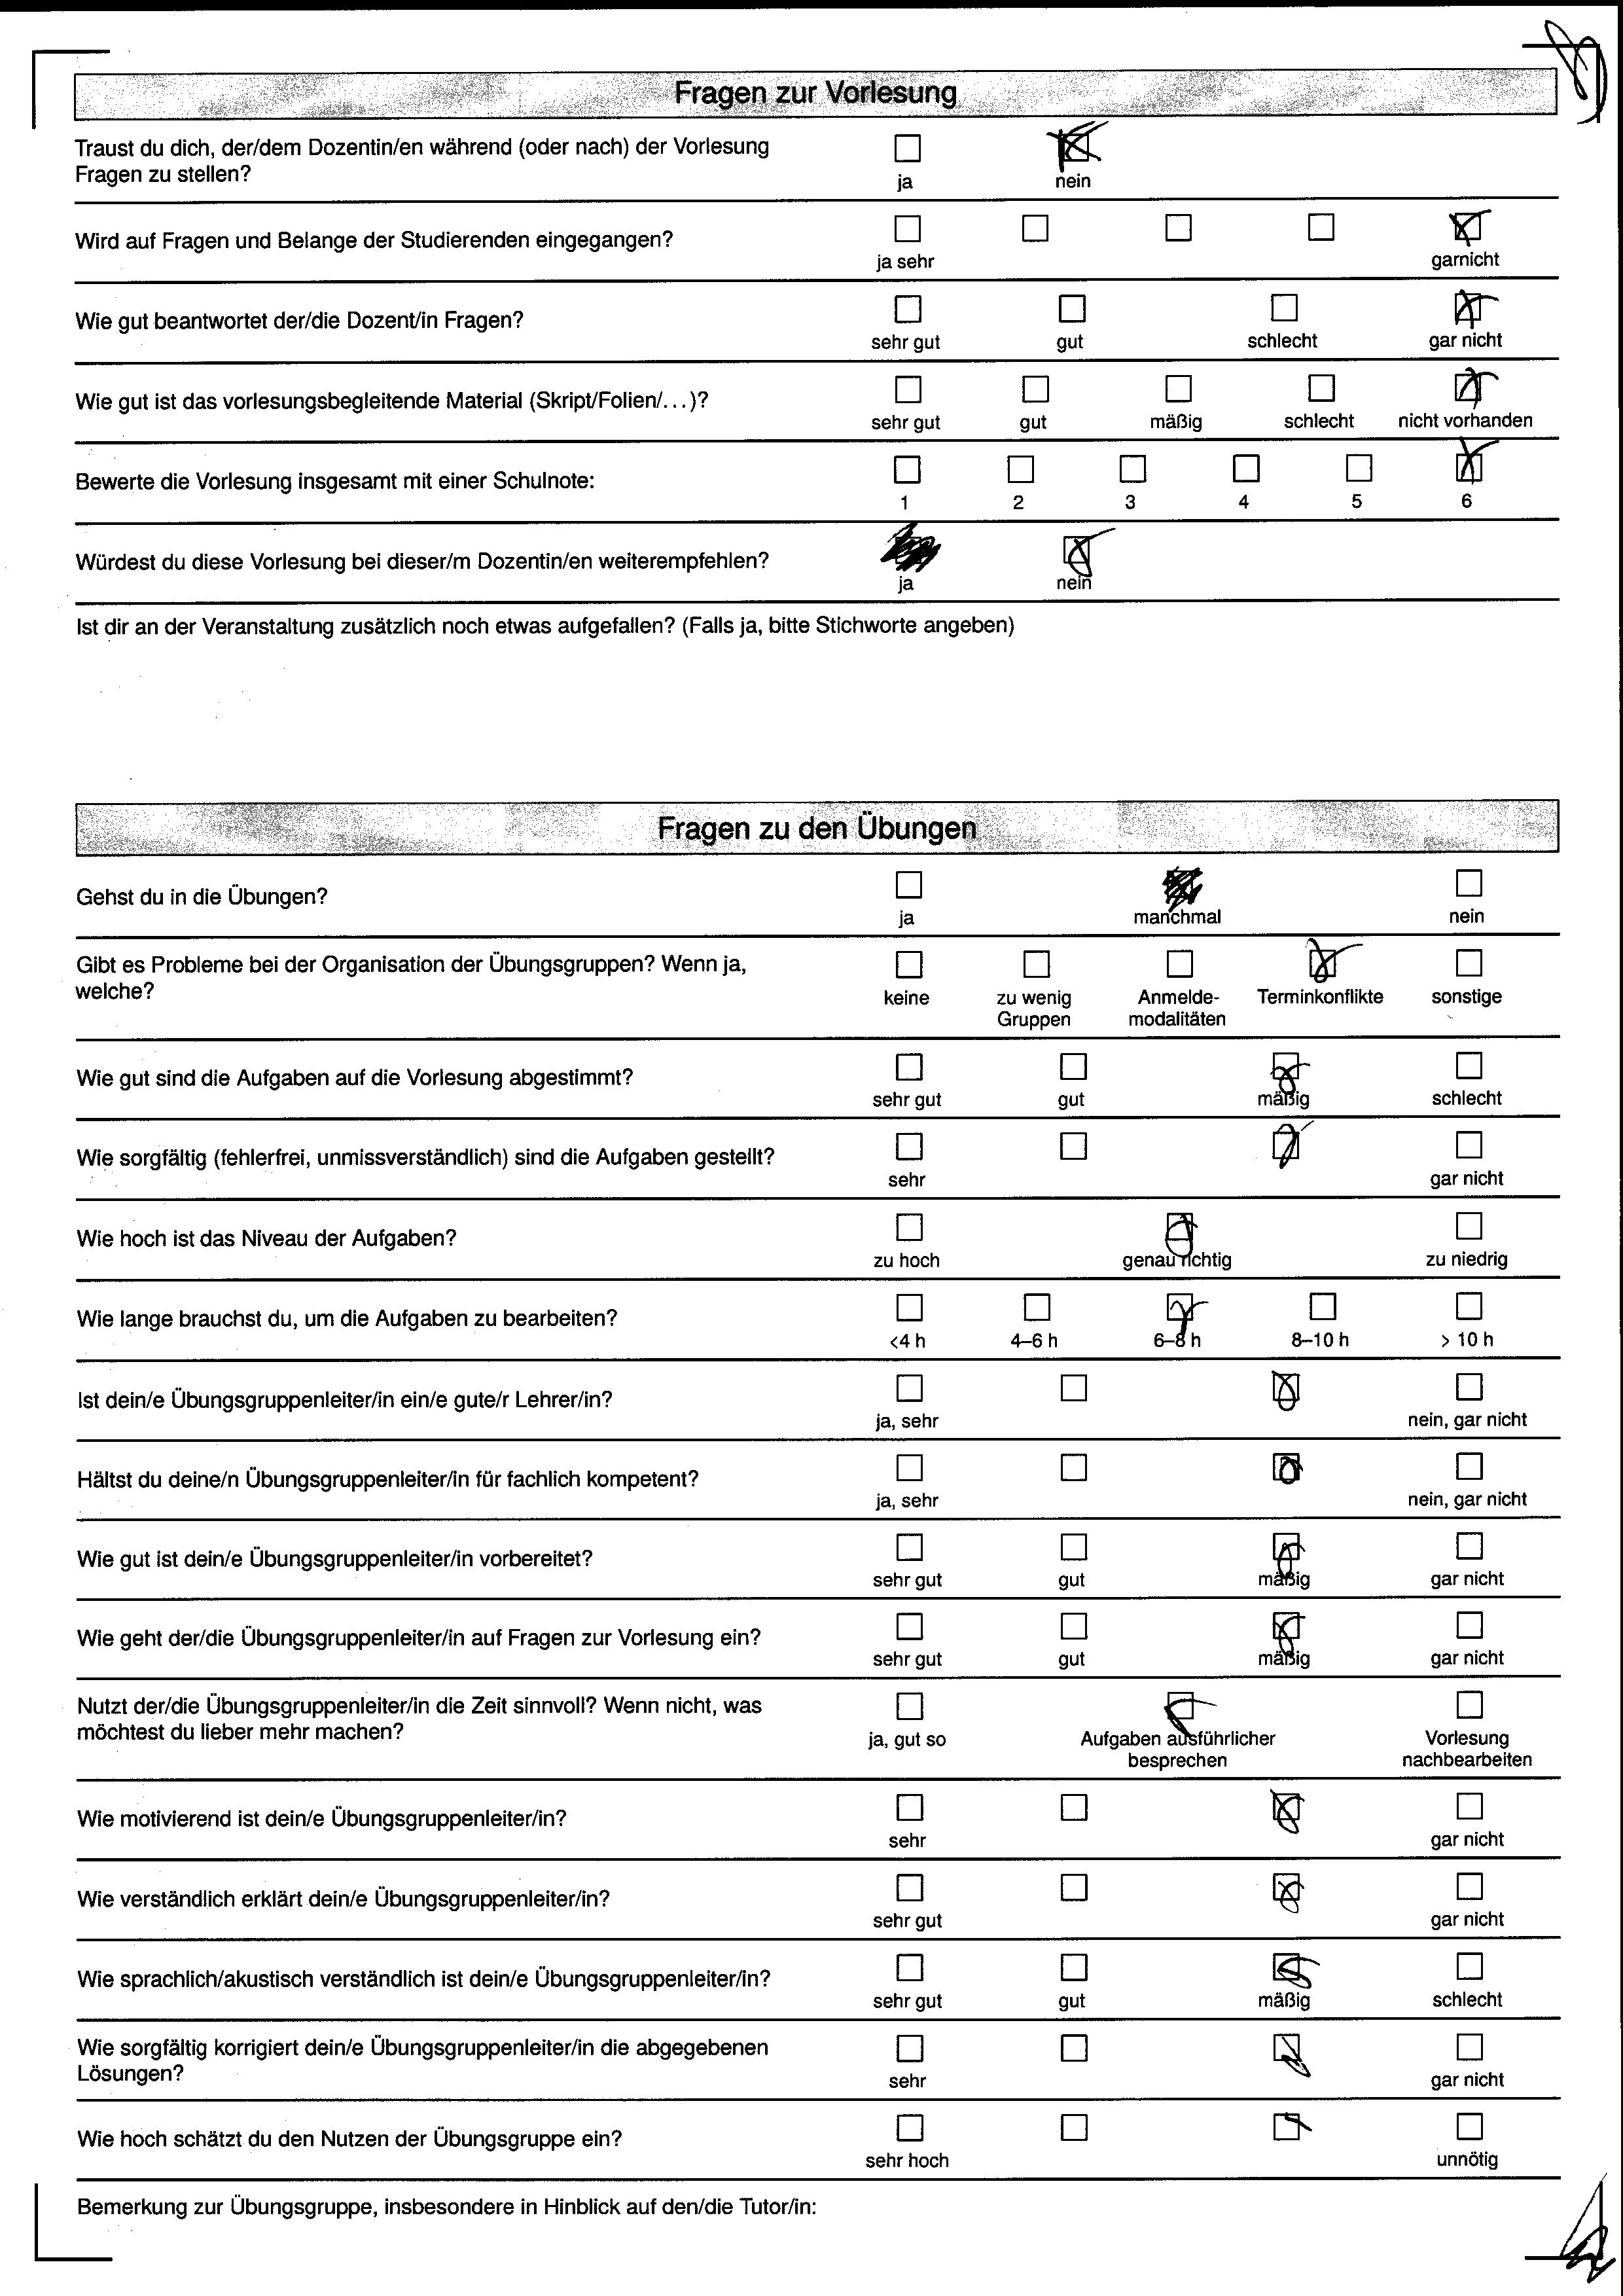 Fragen zur Vorlesung
Traust du dich, der/dem Dozentin/en während (oder nach) der Vorlesung
Fragen zu stellen?
ja nein
Wird auf Fragen und Belange der Studierenden eingegangen?
ja sehr garnicht
Wie gut beantwortet der/die Dozent/in Fragen?
sehr gut gut schlecht gar nicht
Wie gut ist das vorlesungsbegleitende Material (Skript/Folien/...)?
sehr gut gut mäßig schlecht nicht vorhanden
Bewerte die Vorlesung insgesamt mit einer Schulnote:
1 2 3 4 5 6
Würdest du diese Vorlesung bei dieser/m Dozentin/en weiterempfehlen?
ja nein
Ist dir an der Veranstaltung zusätzlich noch etwas aufgefallen? (Falls ja, bitte Stichworte angeben)
Fragen zu den Übungen
Gehst du in die Übungen?
ja manchmal nein
Gibt es Probleme bei der Organisation der Übungsgruppen? Wenn ja,
welche?
keine zu wenig Anmelde- Terminkonflikte sonstige
Gruppen modalitäten
Wie gut sind die Aufgaben auf die Vorlesung abgestimmt?
sehr gut gut mäßig schlecht
Wie sorgfältig (fehlerfrei, unmissverständlich) sind die Aufgaben gestellt?
sehr gar nicht
Wie hoch ist das Niveau der Aufgaben?
zu hoch genau richtig zu niedrig
Wie lange brauchst du, um die Aufgaben zu bearbeiten?
<4 h 4–6 h 6–8 h 8–10 h > 10 h
Ist dein/e Übungsgruppenleiter/in ein/e gute/r Lehrer/in?
ja, sehr nein, gar nicht
Hältst du deine/n Übungsgruppenleiter/in für fachlich kompetent?
ja, sehr nein, gar nicht
Wie gut ist dein/e Übungsgruppenleiter/in vorbereitet?
sehr gut gut mäßig gar nicht
Wie geht der/die Übungsgruppenleiter/in auf Fragen zur Vorlesung ein?
sehr gut gut mäßig gar nicht
Nutzt der/die Übungsgruppenleiter/in die Zeit sinnvoll? Wenn nicht, was
möchtest du lieber mehr machen?
ja, gut so Aufgaben ausführlicher Vorlesung
besprechen nachbearbeiten
Wie motivierend ist dein/e Übungsgruppenleiter/in?
sehr gar nicht
Wie verständlich erklärt dein/e Übungsgruppenleiter/in?
sehr gut gar nicht
Wie sprachlich/akustisch verständlich ist dein/e Übungsgruppenleiter/in?
sehr gut gut mäßig schlecht
Wie sorgfältig korrigiert dein/e Übungsgruppenleiter/in die abgegebenen
Lösungen?
sehr gar nicht
Wie hoch schätzt du den Nutzen der Übungsgruppe ein?
sehr hoch unnötig
Bemerkung zur Übungsgruppe, insbesondere in Hinblick auf den/die Tutor/in: